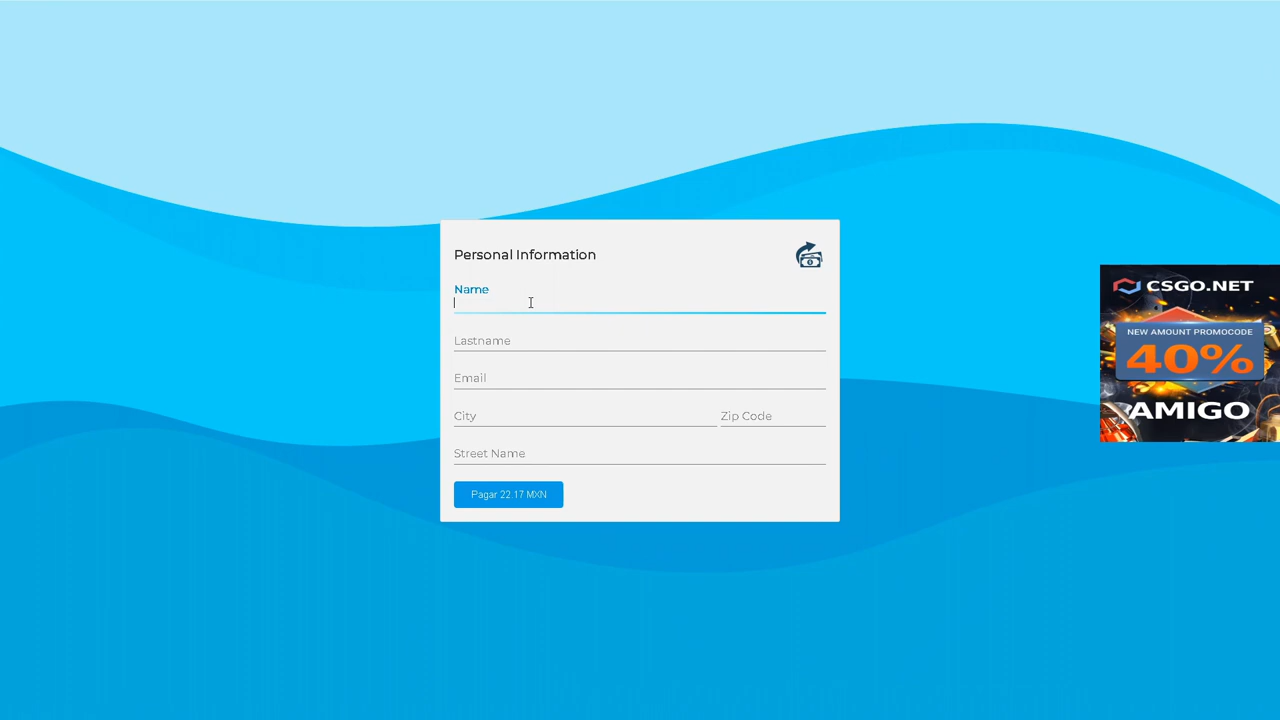 Personal Information
Name
Lastname
Email
City
Zip Code
Street Name
Pagar 22.17 MXN
CSGO.NET
NEW AMOUNT PROMOCODE
40%
AMIGO